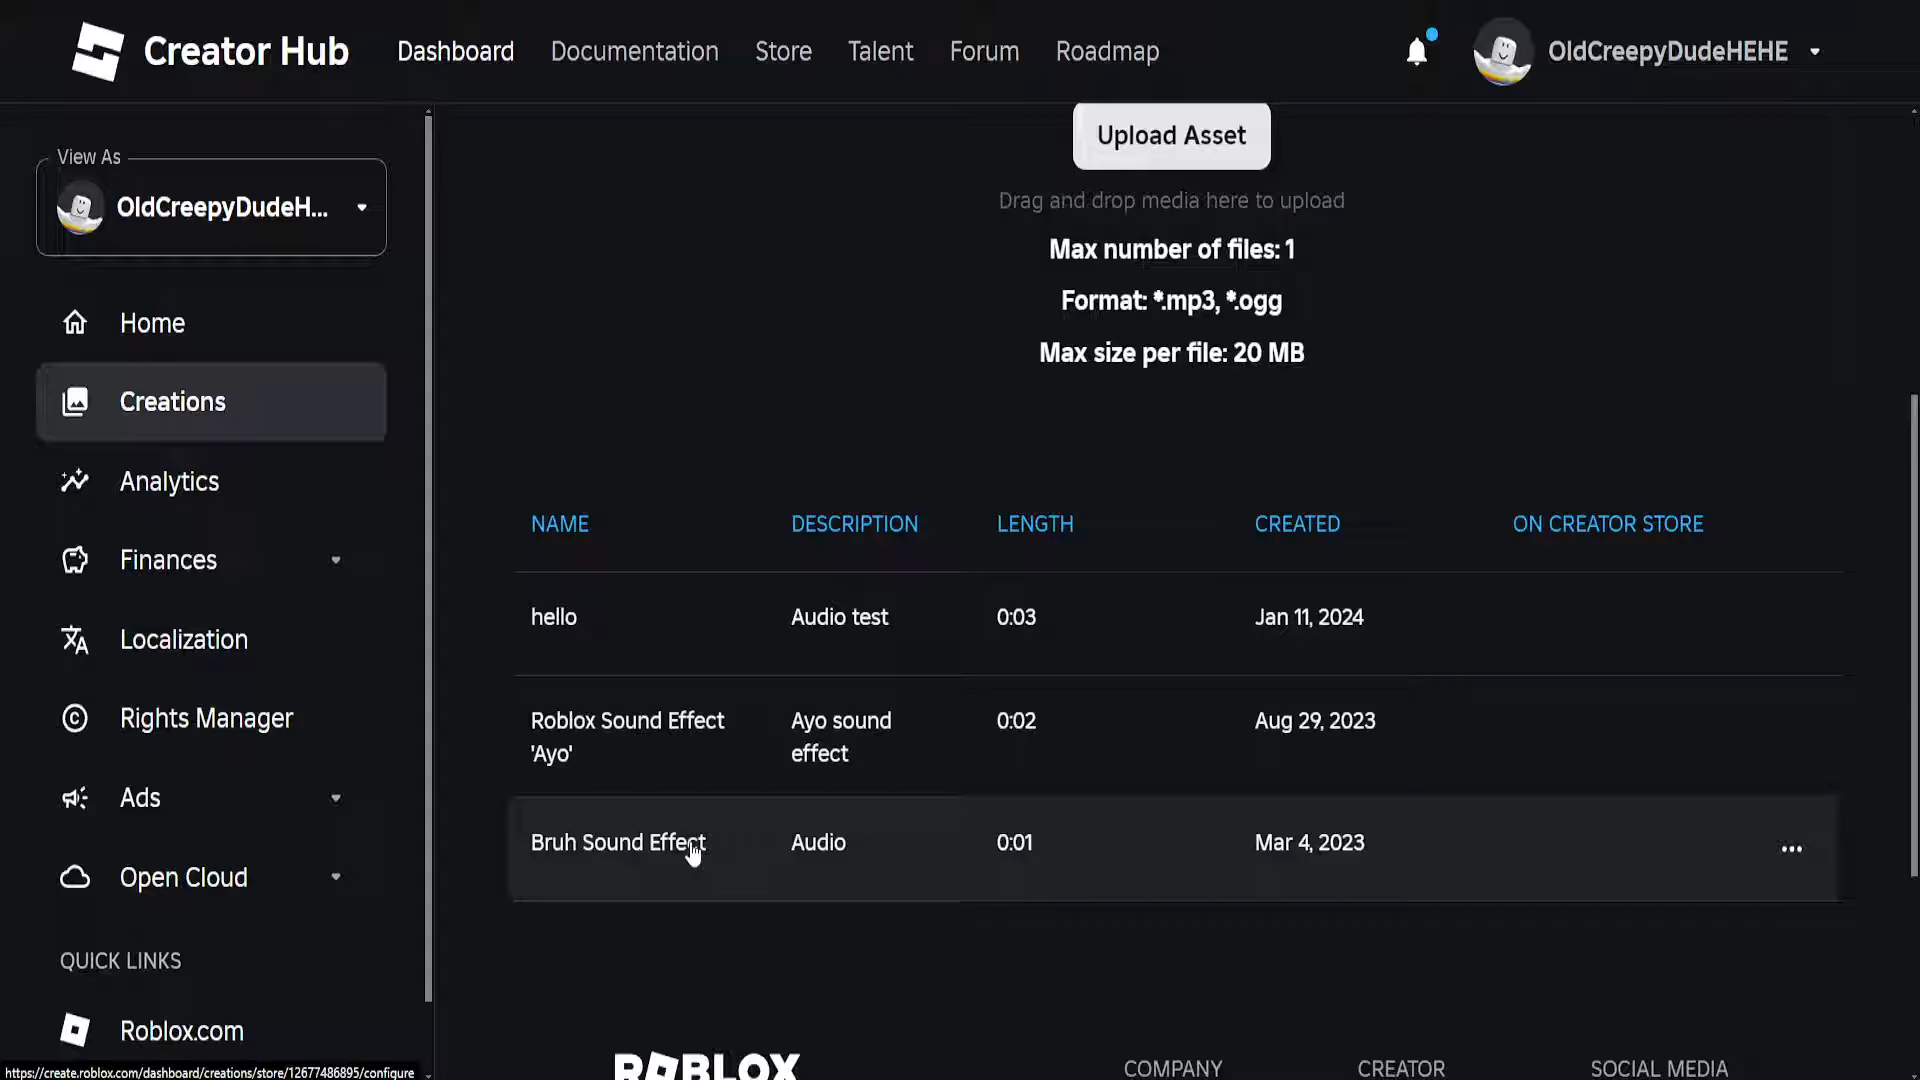 Creator Hub Dashboard Documentation Store Talent Forum Roadmap OldCreepyDudeHEHE
View As
OldCreepyDudeH...
Home
Creations
Analytics
Finances
Localization
Rights Manager
Ads
Open Cloud
QUICK LINKS
Roblox.com
Upload Asset
Drag and drop media here to upload
Max number of files: 1
Format: *.mp3, *.ogg
Max size per file: 20 MB
NAME DESCRIPTION LENGTH CREATED ON CREATOR STORE
hello Audio test 0:03 Jan 11, 2024
Roblox Sound Effect Ayo sound 0:02 Aug 29, 2023
'Ayo' effect
Bruh Sound Effect Audio 0:01 Mar 4, 2023
ROBLOX COMPANY CREATOR SOCIAL MEDIA
https://create.roblox.com/dashboard/creations/store/12677486895/configure